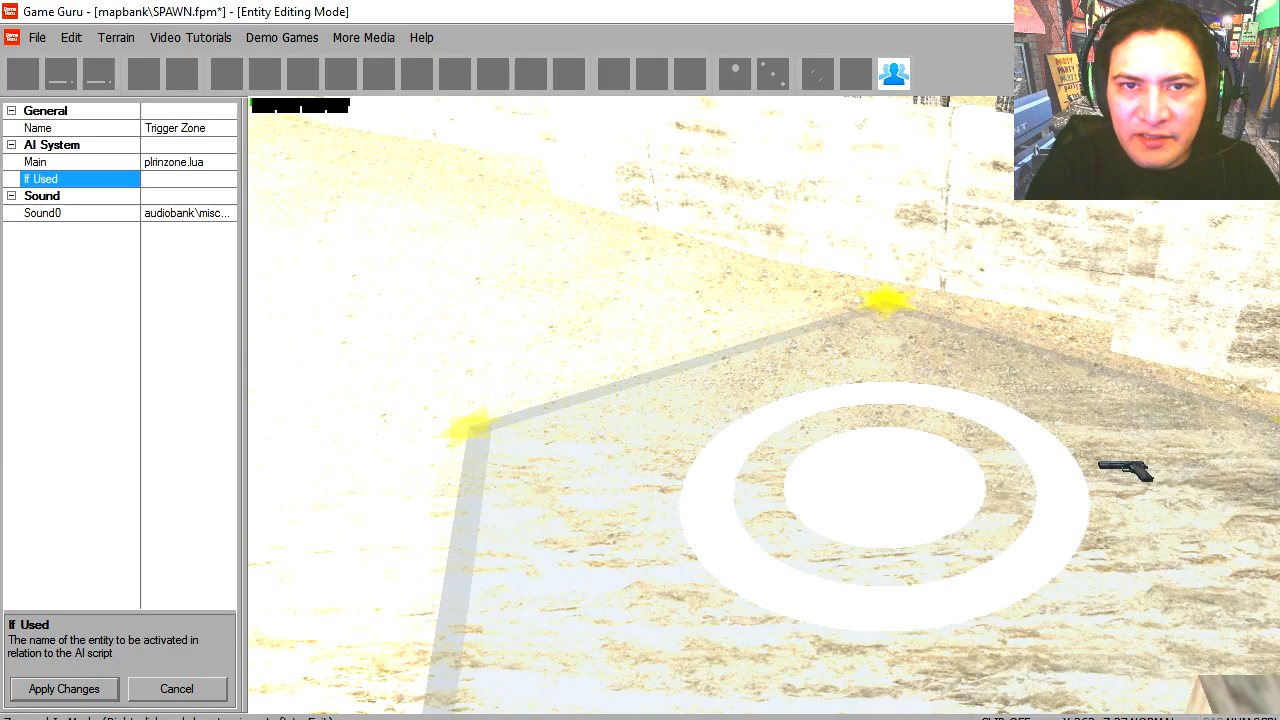 Game Guru - [mapbank\SPAWN.fpm*] - [Entity Editing Mode]
File Edit Terrain Video Tutorials Demo Games More Media Help
General
Name Trigger Zone
AI System
Main plrinzone.lua
If Used
Sound
Sound0 audiobank\misc...
If Used
The name of the entity to be activated in
relation to the AI script
Apply Changes Cancel
PARTY
PARTY